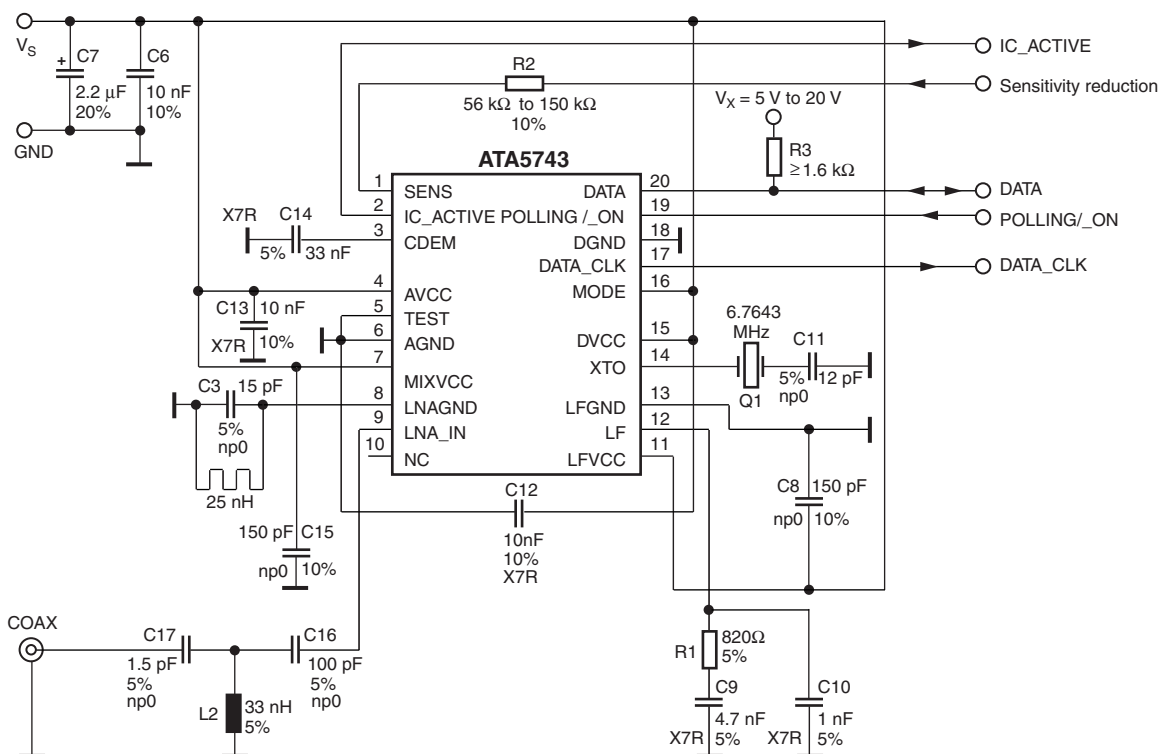 VS
GND
+
C7
2.2 μF
20%
C6
10 nF
10%
R2
56 kΩ to 150 kΩ
10%
IC_ACTIVE
Sensitivity reduction
VX = 5 V to 20 V
R3
≥1.6 kΩ
DATA
POLLING/_ON
DATA_CLK
ATA5743
1 SENS
2 IC_ACTIVE
3 CDEM
4 AVCC
5 TEST
6 AGND
7 MIXVCC
8 LNAGND
9 LNA_IN
10 NC
DATA 20
POLLING /_ON 19
DGND 18
DATA_CLK 17
MODE 16
DVCC 15
XTO 14
LFGND 13
LF 12
LFVCC 11
X7R
C14
5%
33 nF
C13
10 nF
X7R
10%
C3
15 pF
5%
np0
25 nH
150 pF
C15
np0
10%
C12
10nF
10%
X7R
6.7643
MHz
Q1
C11
5%
12 pF
np0
C8
150 pF
np0
10%
COAX
C17
1.5 pF
5%
np0
C16
100 pF
5%
np0
L2
33 nH
5%
R1
820Ω
5%
C9
4.7 nF
X7R
5%
C10
1 nF
X7R
5%